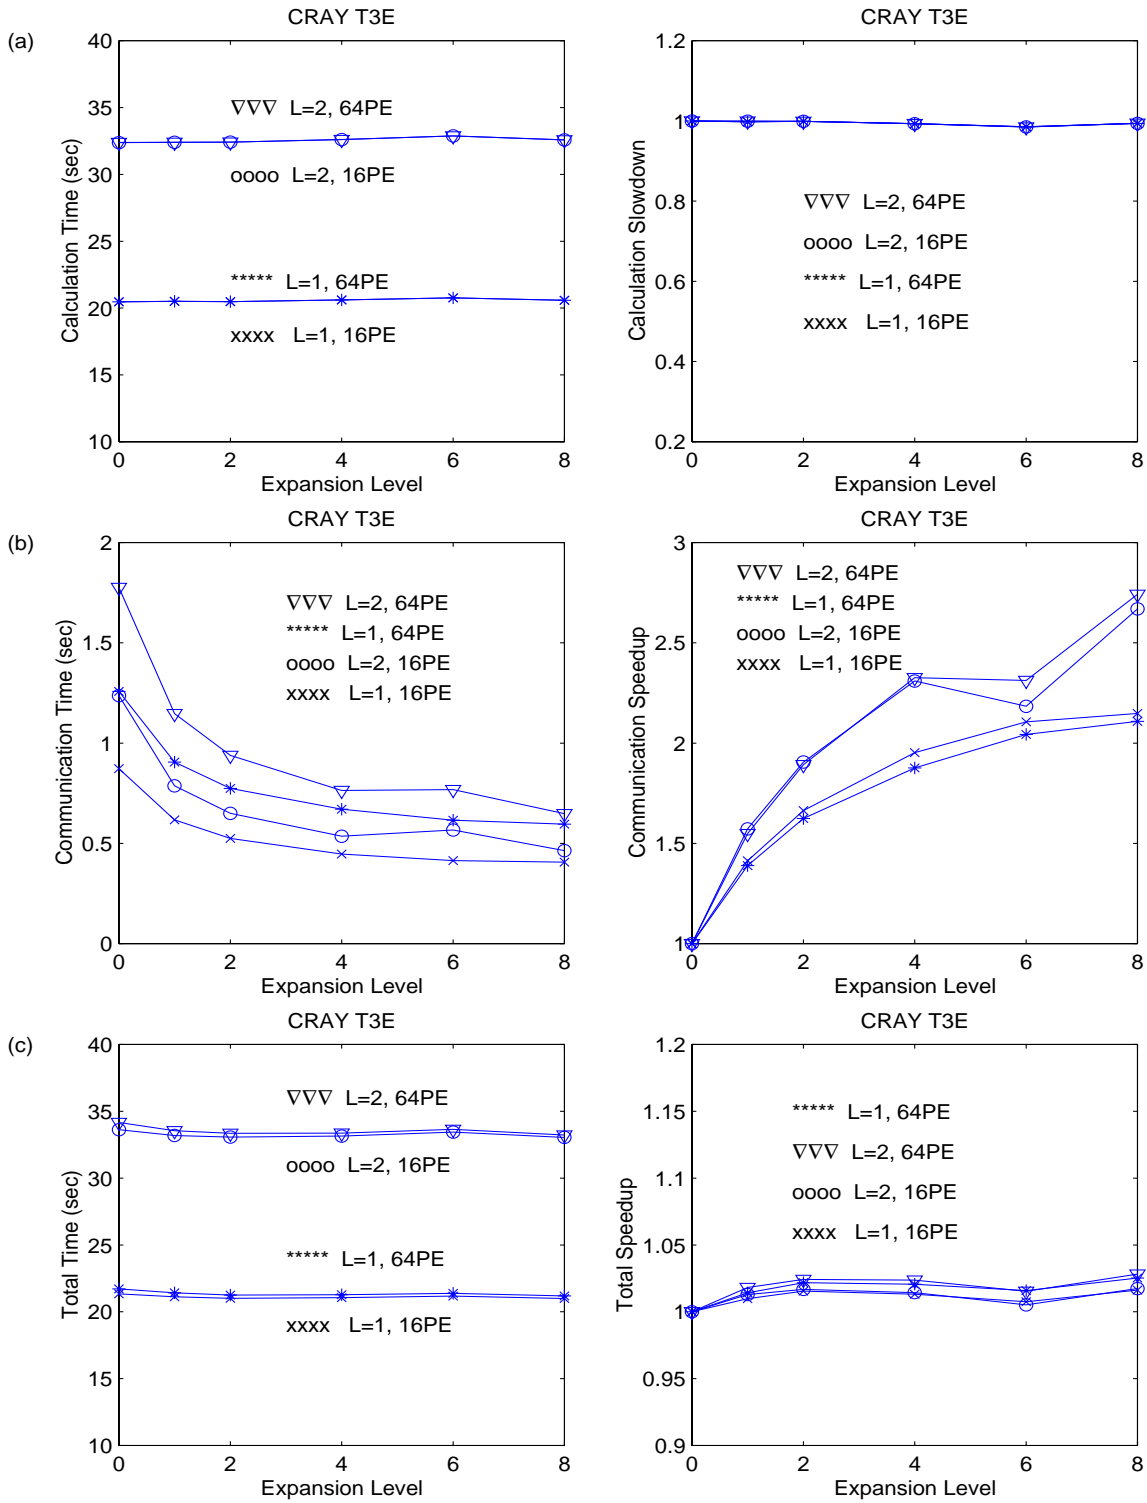 CRAY T3E
(a)
40
35
30
25
20
15
10
Calculation Time (sec)
∇∇∇ L=2, 64PE
oooo L=2, 16PE
***** L=1, 64PE
xxxx L=1, 16PE
0 2 4 6 8
Expansion Level
CRAY T3E
1.2
1
0.8
0.6
0.4
0.2
Calculation Slowdown
∇∇∇ L=2, 64PE
oooo L=2, 16PE
***** L=1, 64PE
xxxx L=1, 16PE
0 2 4 6 8
Expansion Level
CRAY T3E
(b)
2
1.5
1
0.5
0
Communication Time (sec)
∇∇∇ L=2, 64PE
***** L=1, 64PE
oooo L=2, 16PE
xxxx L=1, 16PE
0 2 4 6 8
Expansion Level
CRAY T3E
3
2.5
2
1.5
1
Communication Speedup
∇∇∇ L=2, 64PE
***** L=1, 64PE
oooo L=2, 16PE
xxxx L=1, 16PE
0 2 4 6 8
Expansion Level
CRAY T3E
(c)
40
35
30
25
20
15
10
Total Time (sec)
∇∇∇ L=2, 64PE
oooo L=2, 16PE
***** L=1, 64PE
xxxx L=1, 16PE
0 2 4 6 8
Expansion Level
CRAY T3E
1.2
1.15
1.1
1.05
1
0.95
0.9
Total Speedup
***** L=1, 64PE
∇∇∇ L=2, 64PE
oooo L=2, 16PE
xxxx L=1, 16PE
0 2 4 6 8
Expansion Level